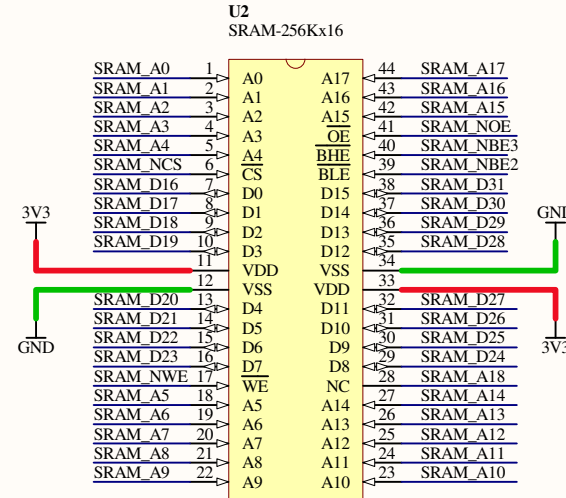 U2
SRAM-256Kx16
SRAM_A0 1 A0 A17 44 SRAM_A17
SRAM_A1 2 A1 A16 43 SRAM_A16
SRAM_A2 3 A2 A15 42 SRAM_A15
SRAM_A3 4 A3 OE 41 SRAM_NOE
SRAM_A4 5 A4 BHE 40 SRAM_NBE3
SRAM_NCS 6 CS BLE 39 SRAM_NBE2
SRAM_D16 7 D0 D15 38 SRAM_D31
SRAM_D17 8 D1 D14 37 SRAM_D30
3V3 SRAM_D18 9 D2 D13 36 SRAM_D29 GND
SRAM_D19 10 D3 D12 35 SRAM_D28
11 VDD VSS 34
12 VSS VDD 33
SRAM_D20 13 D4 D11 32 SRAM_D27
SRAM_D21 14 D5 D10 31 SRAM_D26
GND SRAM_D22 15 D6 D9 30 SRAM_D25 3V3
SRAM_D23 16 D7 D8 29 SRAM_D24
SRAM_NWE 17 WE NC 28 SRAM_A18
SRAM_A5 18 A5 A14 27 SRAM_A14
SRAM_A6 19 A6 A13 26 SRAM_A13
SRAM_A7 20 A7 A12 25 SRAM_A12
SRAM_A8 21 A8 A11 24 SRAM_A11
SRAM_A9 22 A9 A10 23 SRAM_A10